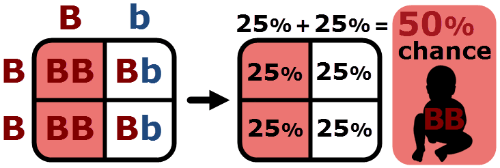 B b
25% + 25% =
50%
chance
B BB Bb
25% 25%
B BB Bb
25% 25%
BB